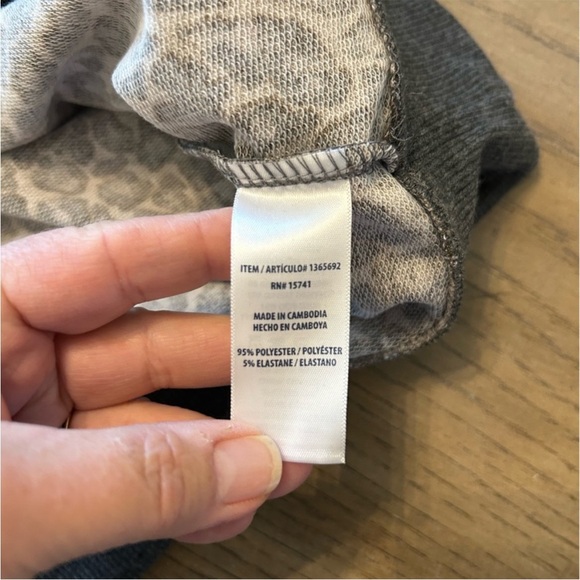 ITEM / ARTÍCULO# 1365692
RN# 15741
MADE IN CAMBODIA
HECHO EN CAMBOYA
95% POLYESTER / POLYÉSTER
5% ELASTANE / ELASTANO